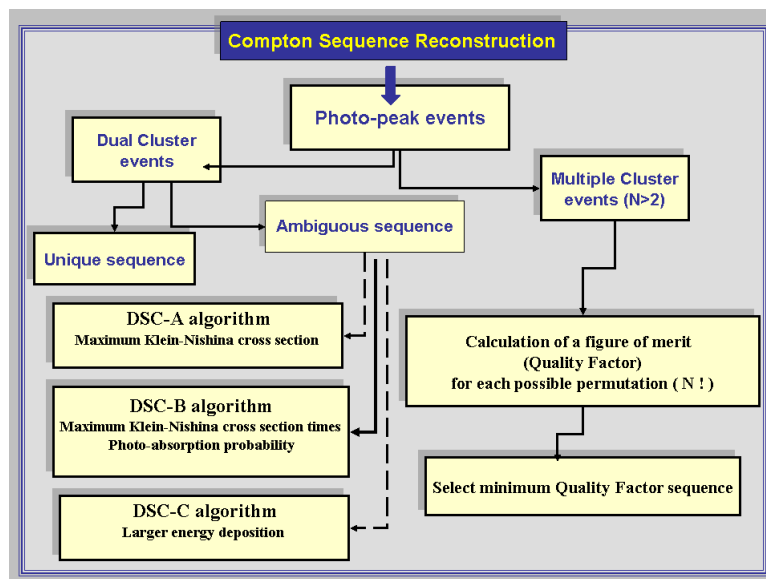 Compton Sequence Reconstruction
Photo-peak events
Dual Cluster
events
Multiple Cluster
events (N>2)
Ambiguous sequence
Unique sequence
DSC-A algorithm
Maximum Klein-Nishina cross section
DSC-B algorithm
Maximum Klein-Nishina cross section times
Photo-absorption probability
DSC-C algorithm
Larger energy deposition
Calculation of a figure of merit
(Quality Factor)
for each possible permutation ( N ! )
Select minimum Quality Factor sequence